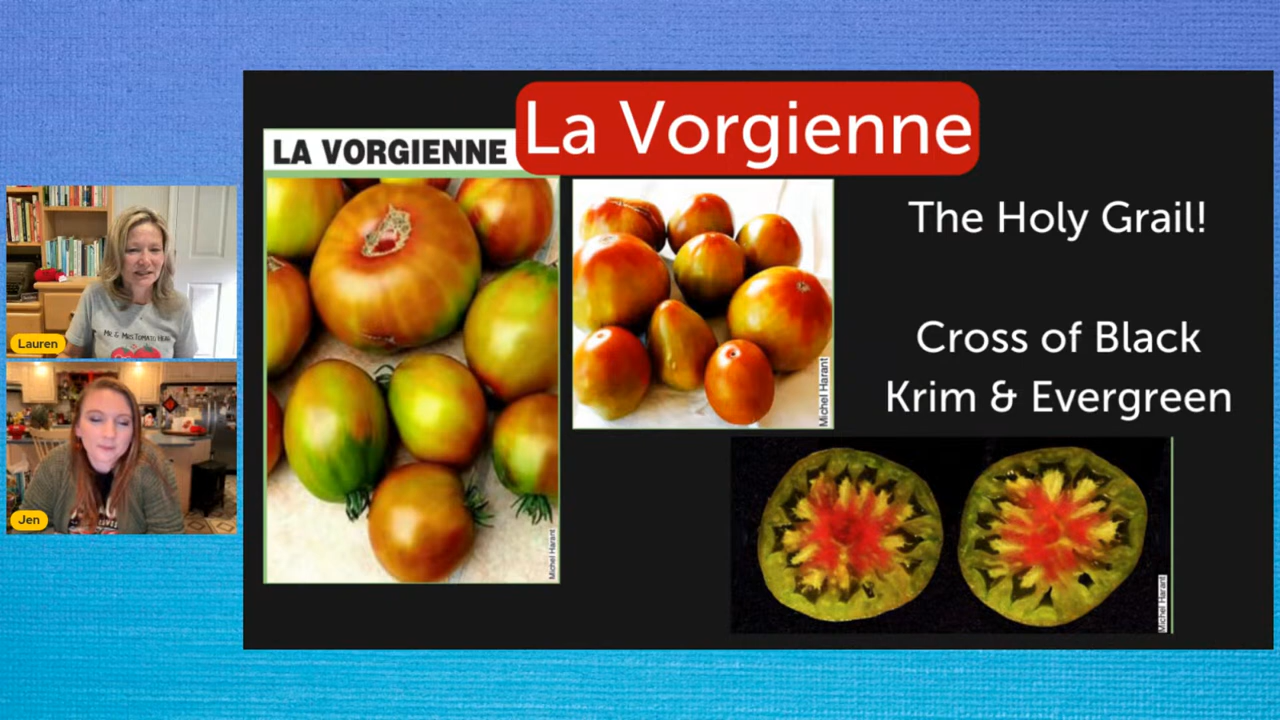 La Vorgienne
LA VORGIENNE
The Holy Grail!
Cross of Black
Krim & Evergreen
Michel Harant
Michel Harant
Michel Harant
Lauren
Jen